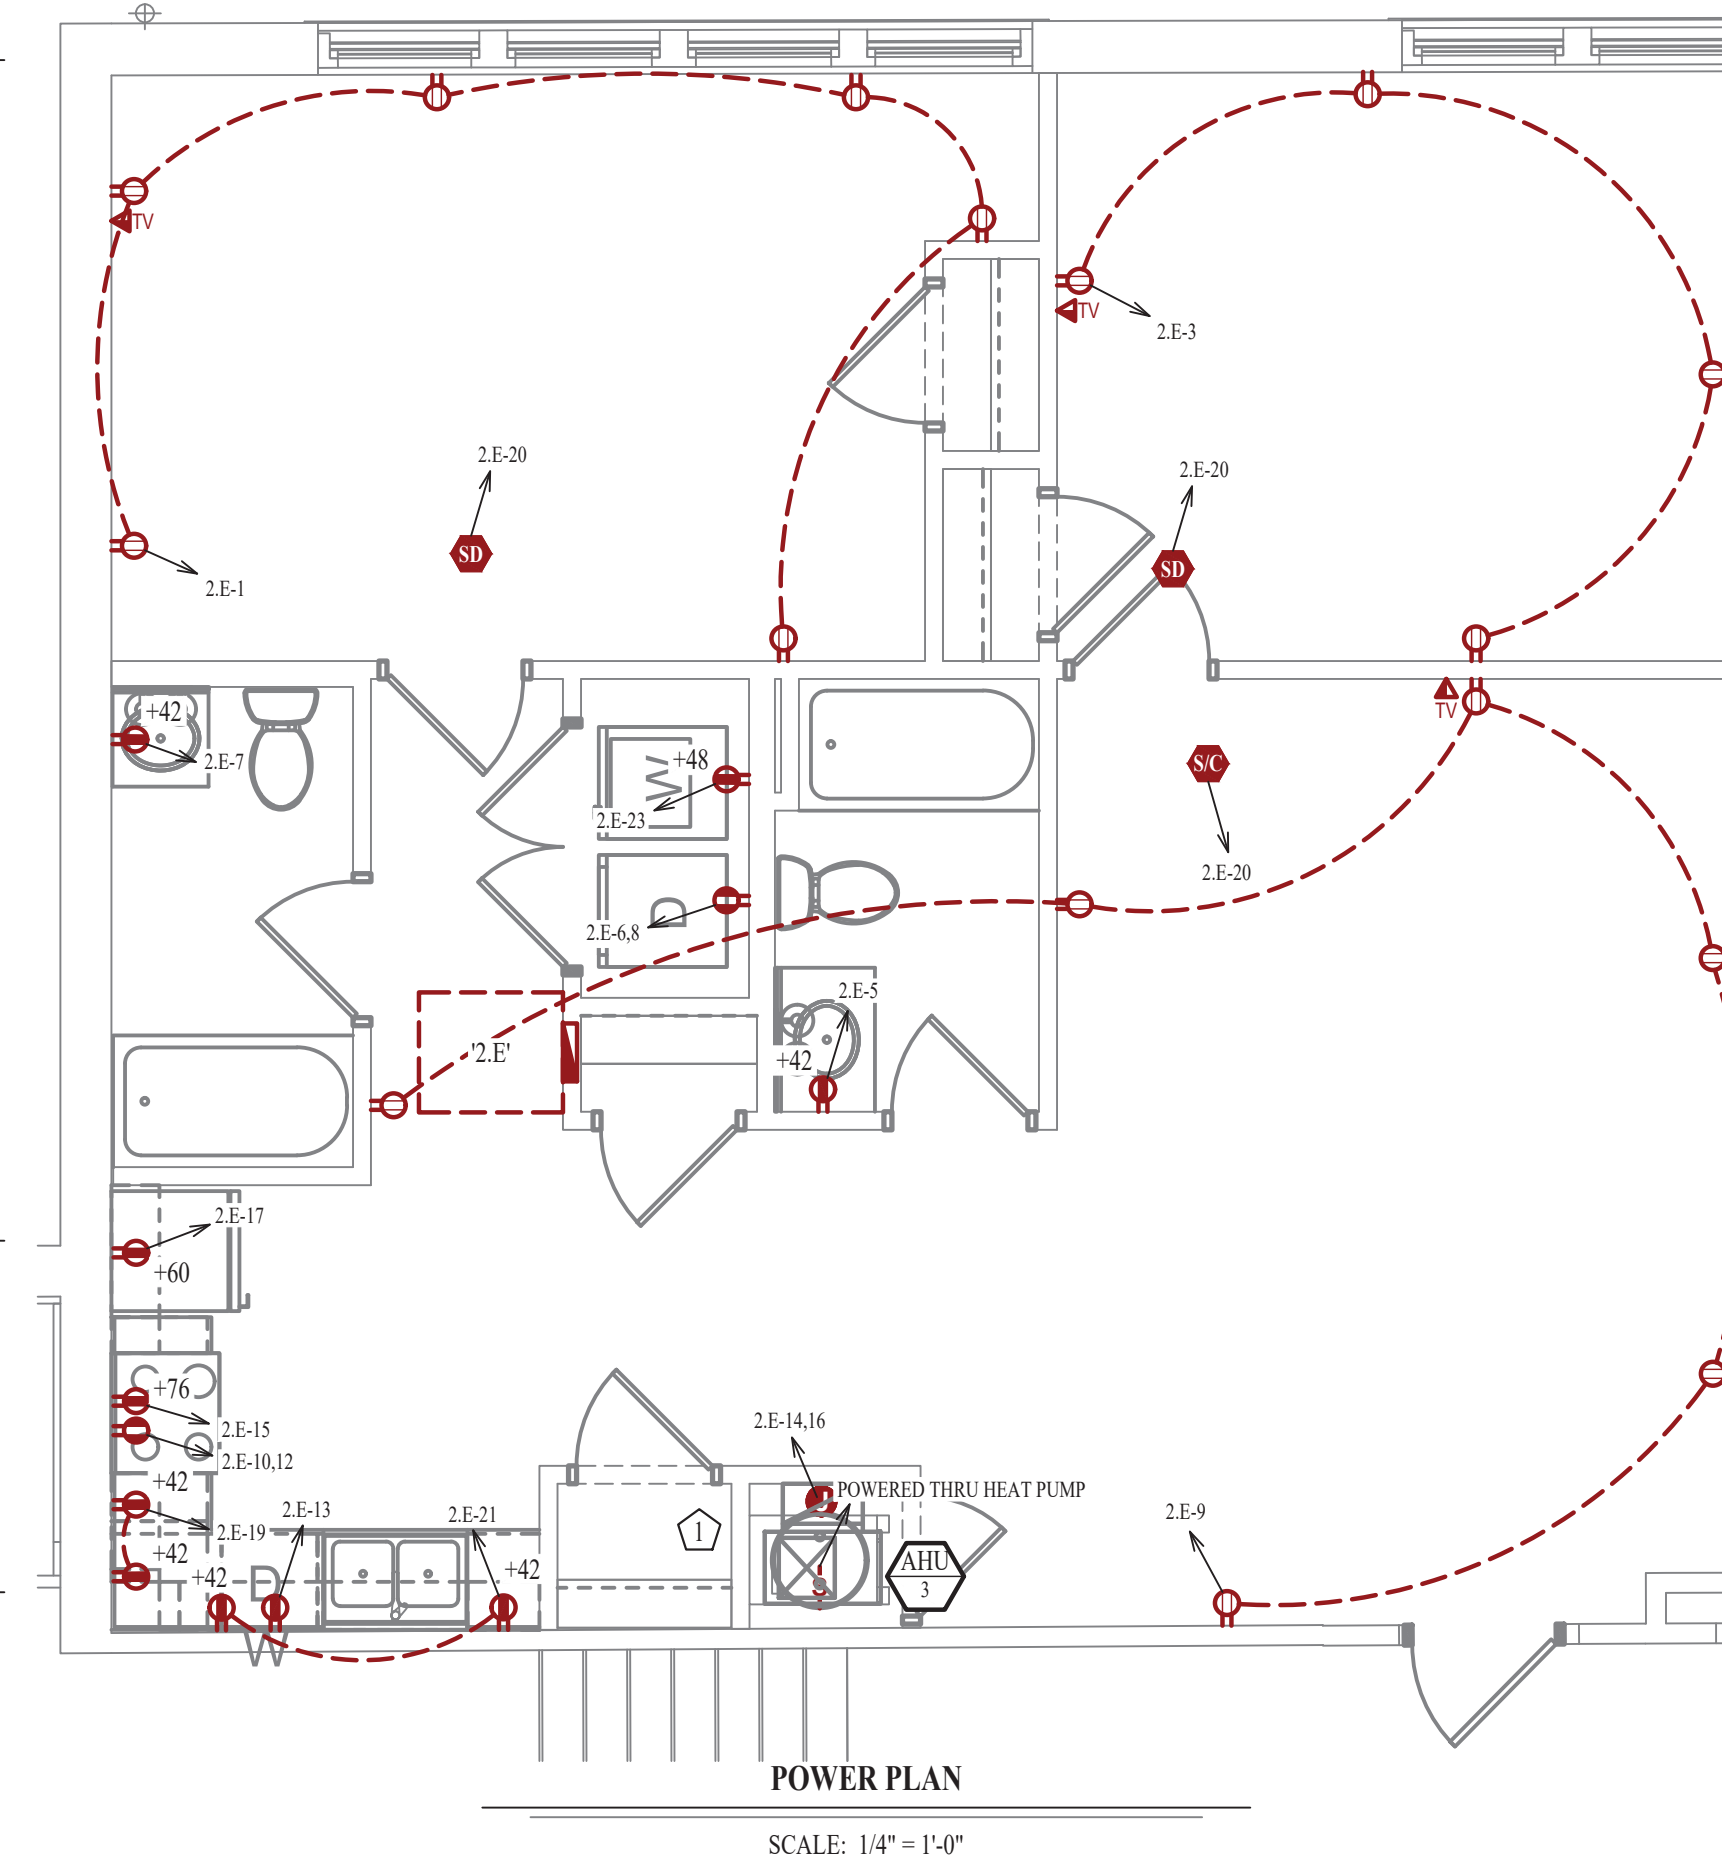 TV
TV
2.E-3
2.E-20
2.E-20
SD
SD
2.E-1
+42
2.E-7
TV
+48
W
S/C
2.E-23
2.E-20
D
2.E-6,8
2.E-5
'2.E'
+42
2.E-17
+60
+76
2.E-15
2.E-14,16
2.E-10,12
+42
POWERED THRU HEAT PUMP
2.E-13
2.E-21
2.E-9
2.E-19
1
+42
+42
D
+42
AHU
3
W
POWER PLAN
SCALE: 1/4" = 1'-0"